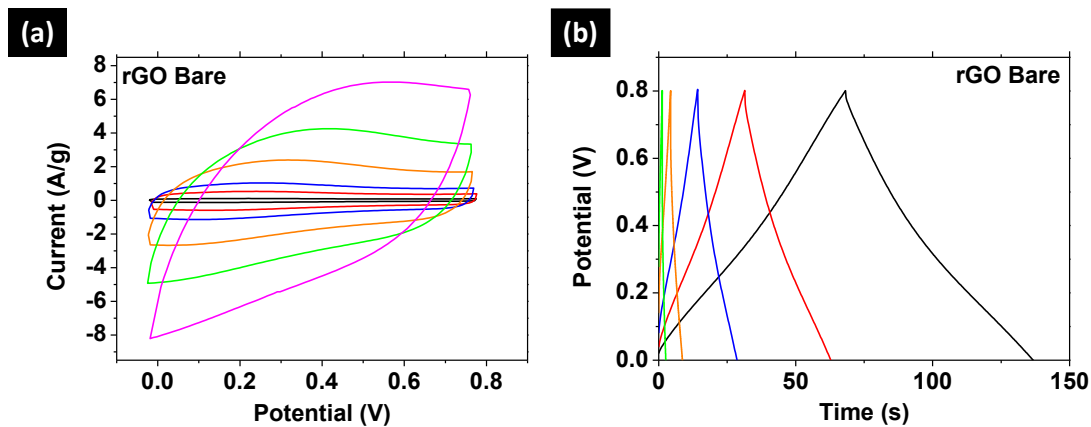 (a)
rGO Bare
Current (A/g)
8
6
4
2
0
-2
-4
-6
-8
0.0 0.2 0.4 0.6 0.8
Potential (V)
(b)
rGO Bare
Potential (V)
0.8
0.6
0.4
0.2
0.0
0 50 100 150
Time (s)